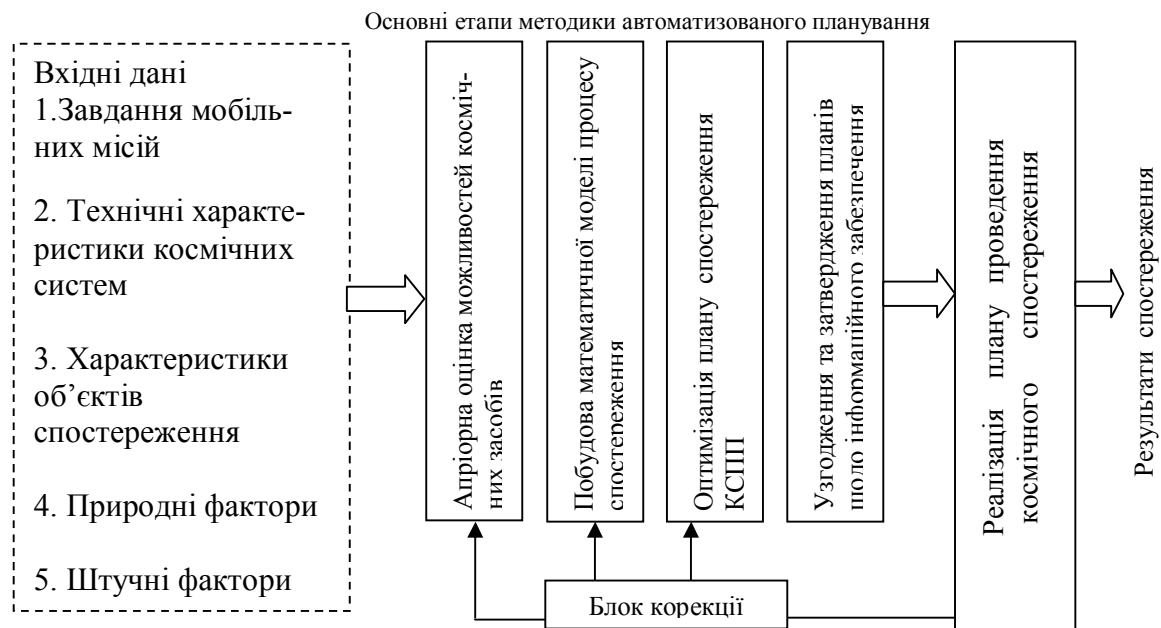 Основні етапи методики автоматизованого планування
Вхідні дані
1.Завдання мобіль-
них місій
2. Технічні характе-
ристики космічних
систем
3. Характеристики
об’єктів
спостереження
4. Природні фактори
5. Штучні фактори
Апріорна оцінка можливостей косміч-
них засобів
Побудова математичної моделі процесу
спостереження
Оптимізація плану спостереження
КСПП
Узгодження та затвердження планів
щодо інформаційного забезпечення
Реалізація плану проведення
космічного спостереження
Результати спостереження
Блок корекції